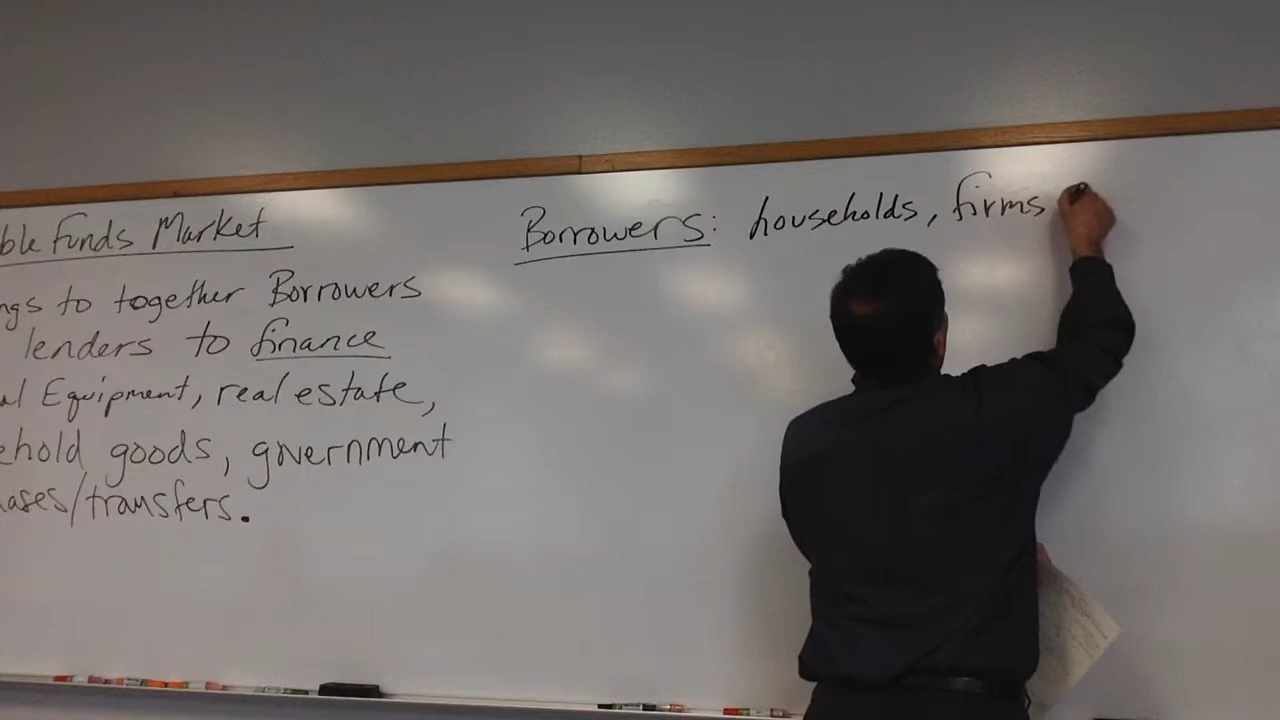 ble Funds Market
ngs to together Borrowers
lenders to finance
al Equipment, real estate,
ehold goods, government
ases/transfers.
Borrowers: households, firms